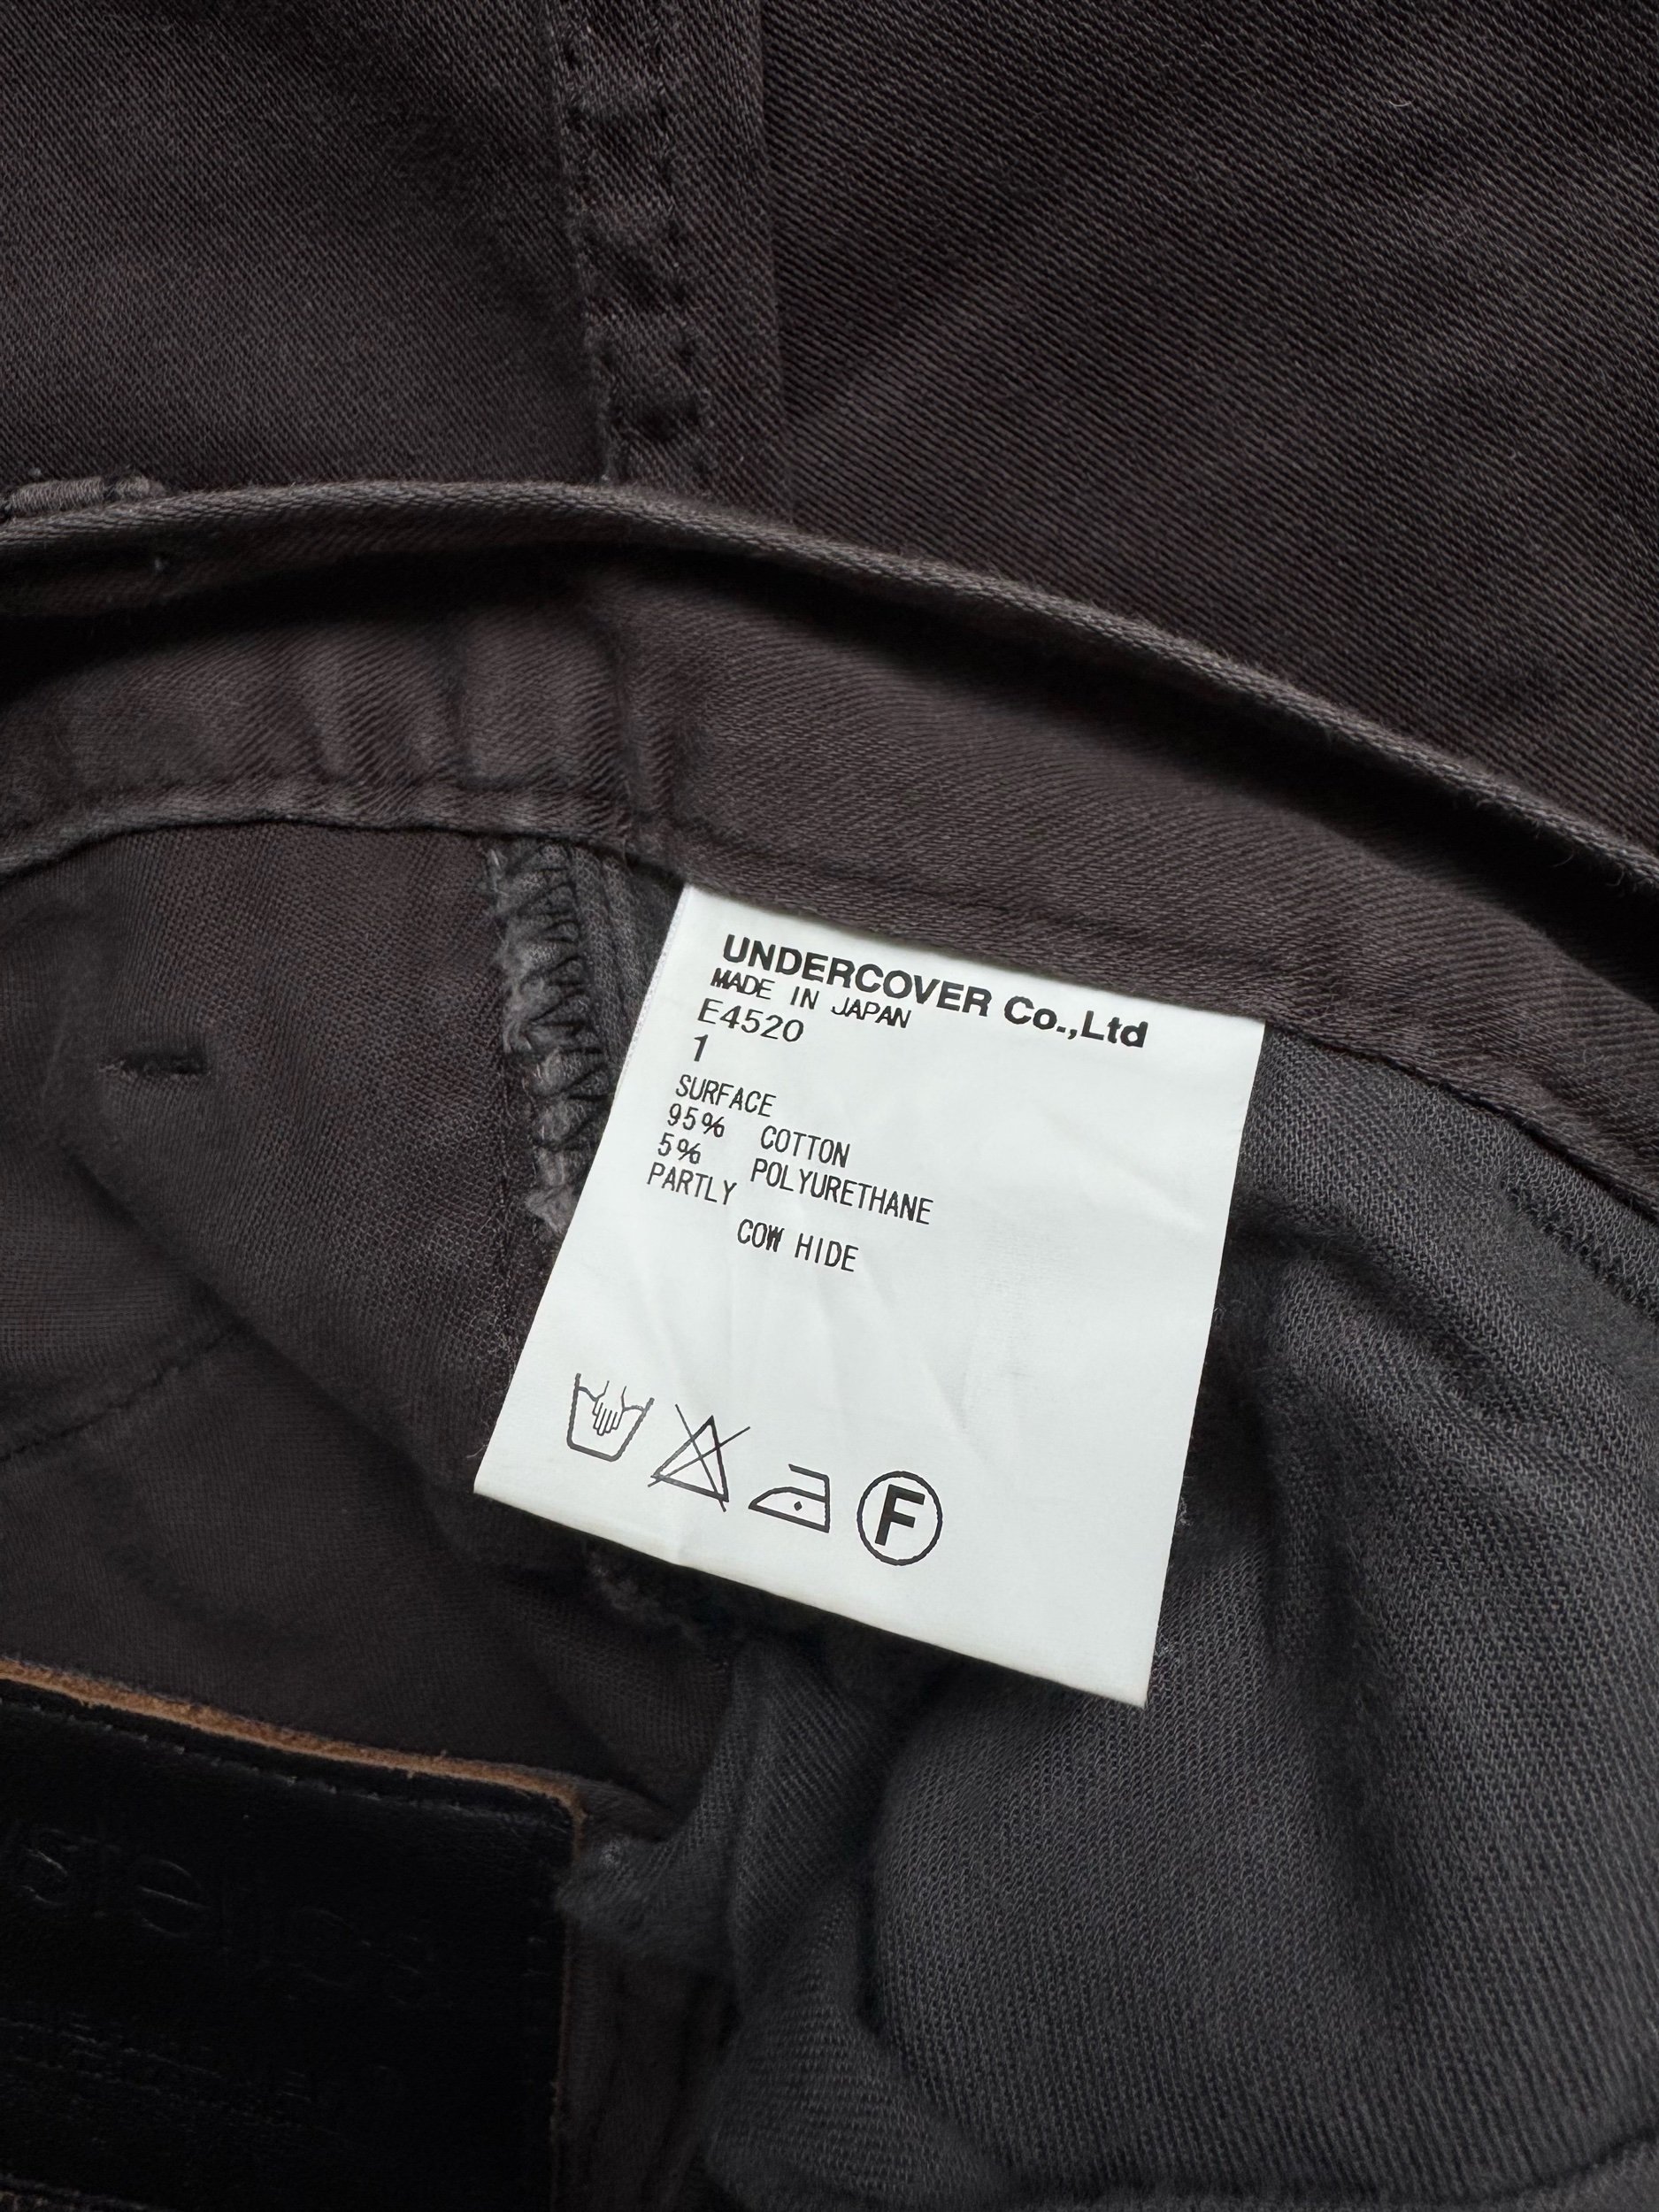 UNDERCOVER Co.,Ltd
MADE IN JAPAN
E4520
1
SURFACE
95% COTTON
5% POLYURETHANE
PARTLY
COW HIDE
F